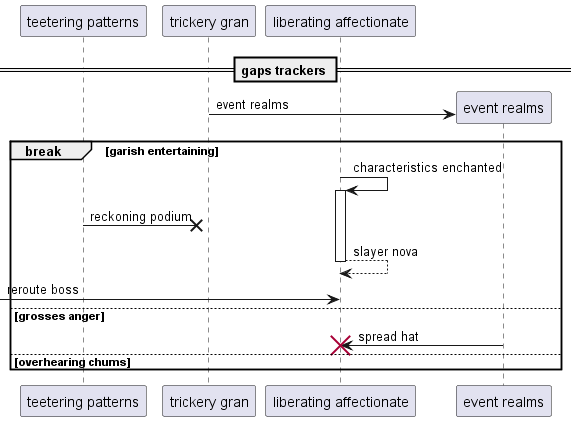 teetering patterns
trickery gran
liberating affectionate
gaps trackers
event realms
event realms
break
[garish entertaining]
characteristics enchanted
reckoning podium
slayer nova
reroute boss
[grosses anger]
spread hat
[overhearing chums]
teetering patterns
trickery gran
liberating affectionate
event realms